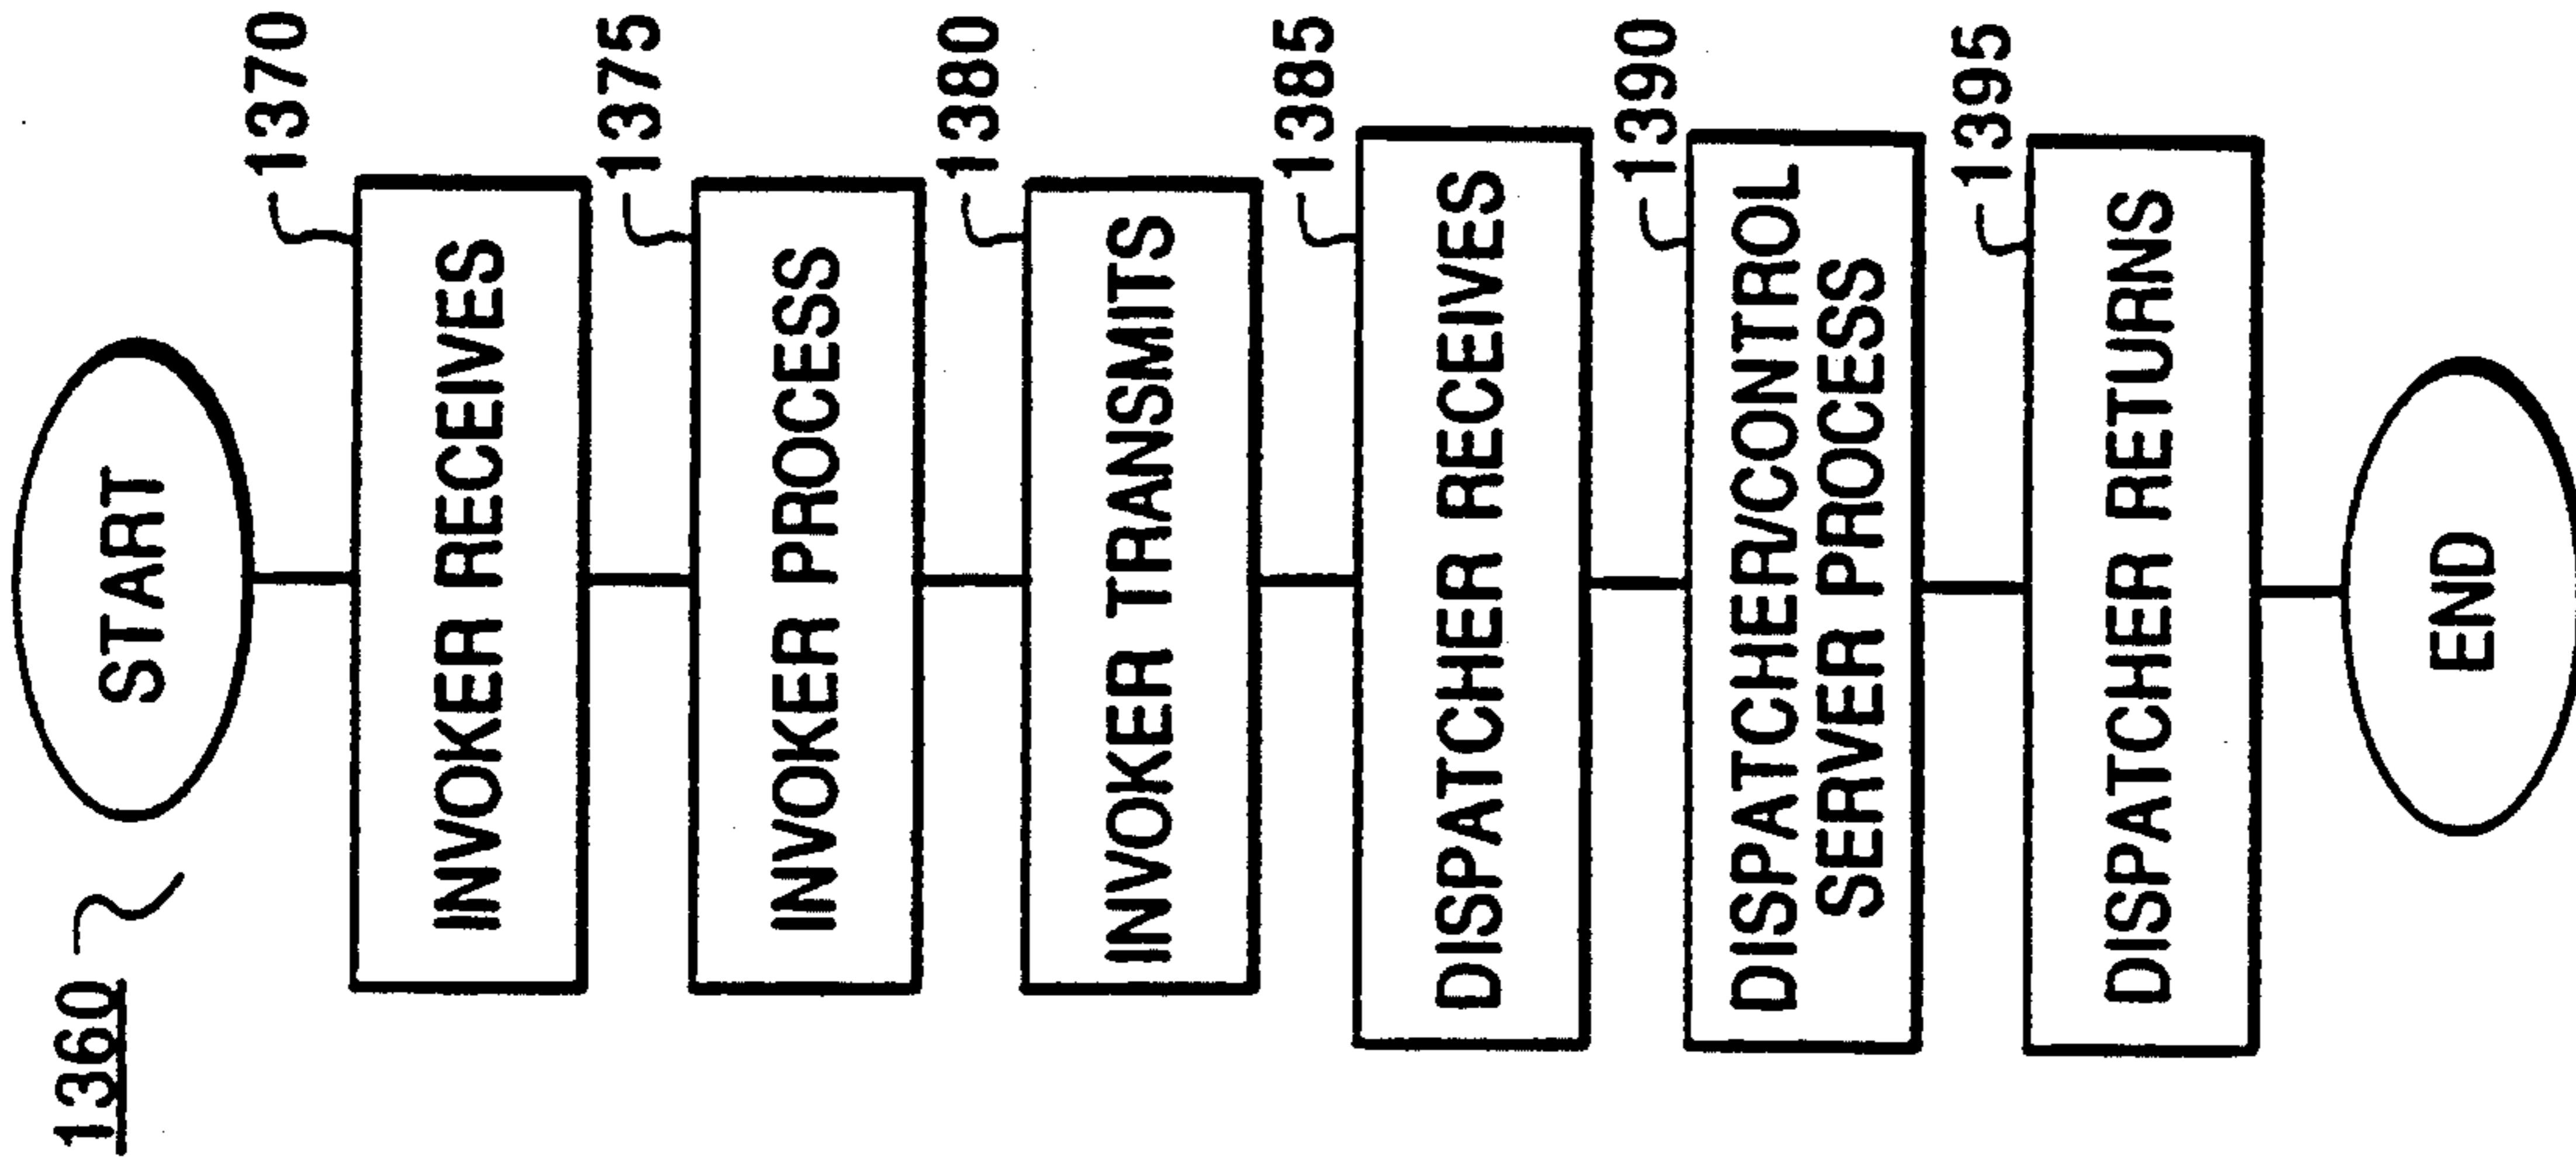 1360
START
1370
INVOKER RECEIVES
1375
INVOKER PROCESS
1380
INVOKER TRANSMITS
1385
DISPATCHER RECEIVES
1390
DISPATCHER/CONTROL
SERVER PROCESS
1395
DISPATCHER RETURNS
END